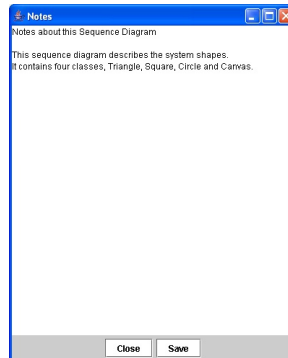 Notes
Notes about this Sequence Diagram
This sequence diagram describes the system shapes.
It contains four classes, Triangle, Square, Circle and Canvas.
Close Save